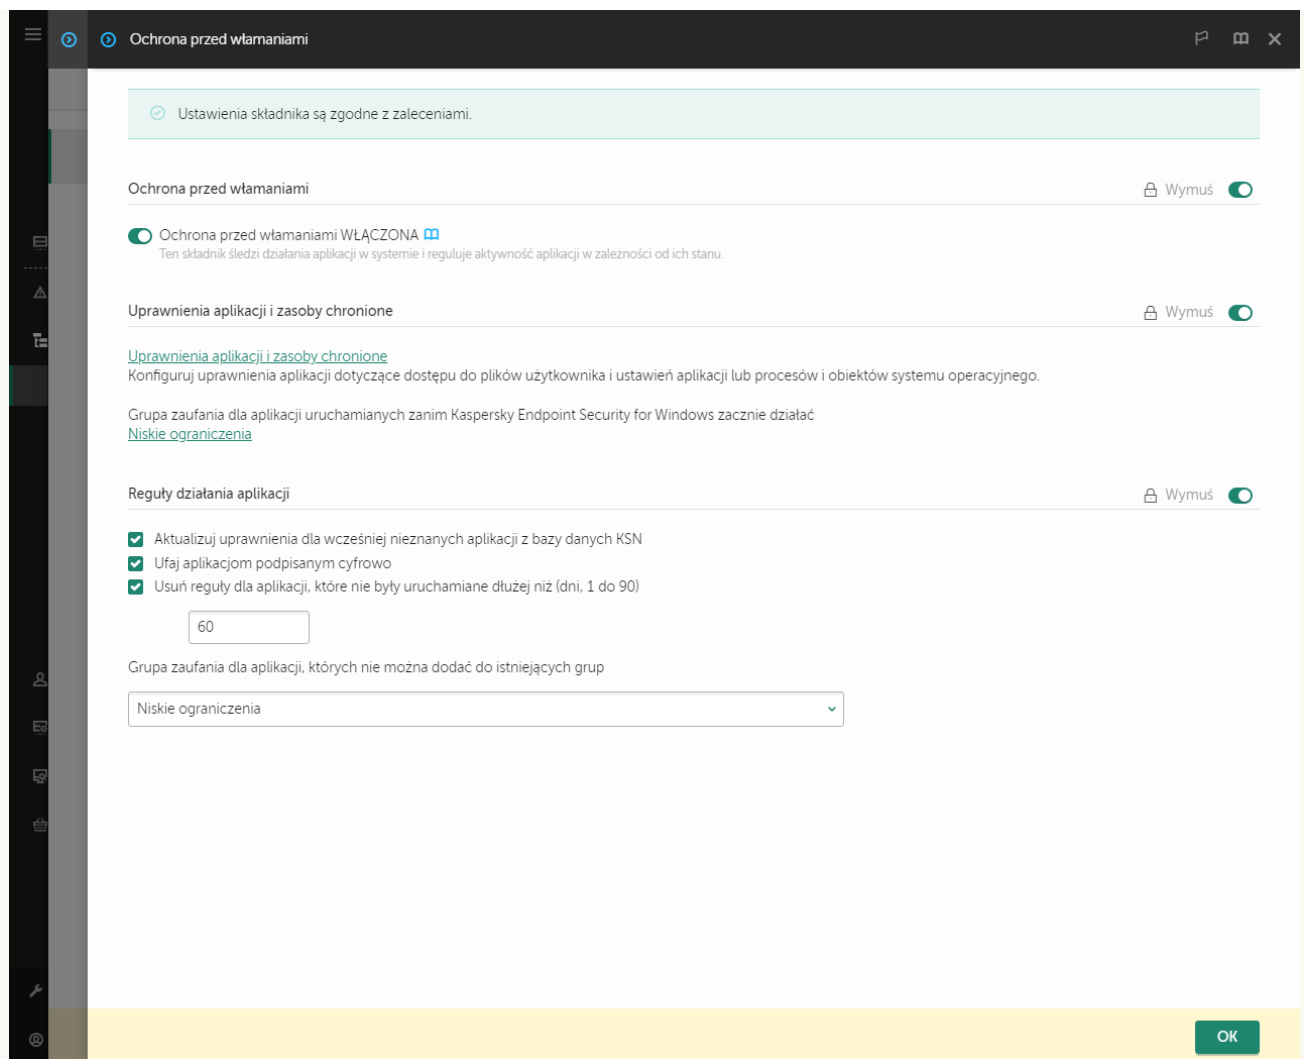 Ochrona przed włamaniami
Ustawienia składnika są zgodne z zaleceniami.
Ochrona przed włamaniami
Wymuś
Ochrona przed włamaniami WŁĄCZONA
Ten składnik śledzi działania aplikacji w systemie i reguluje aktywność aplikacji w zależności od ich stanu.
Uprawnienia aplikacji i zasoby chronione
Wymuś
Uprawnienia aplikacji i zasoby chronione
Konfiguruj uprawnienia aplikacji dotyczące dostępu do plików użytkownika i ustawień aplikacji lub procesów i obiektów systemu operacyjnego.
Grupa zaufania dla aplikacji uruchamianych zanim Kaspersky Endpoint Security for Windows zacznie działać
Niskie ograniczenia
Reguły działania aplikacji
Wymuś
Aktualizuj uprawnienia dla wcześniej nieznanych aplikacji z bazy danych KSN
Ufaj aplikacjom podpisanym cyfrowo
Usuń reguły dla aplikacji, które nie były uruchamiane dłużej niż (dni, 1 do 90)
60
Grupa zaufania dla aplikacji, których nie można dodać do istniejących grup
Niskie ograniczenia
OK